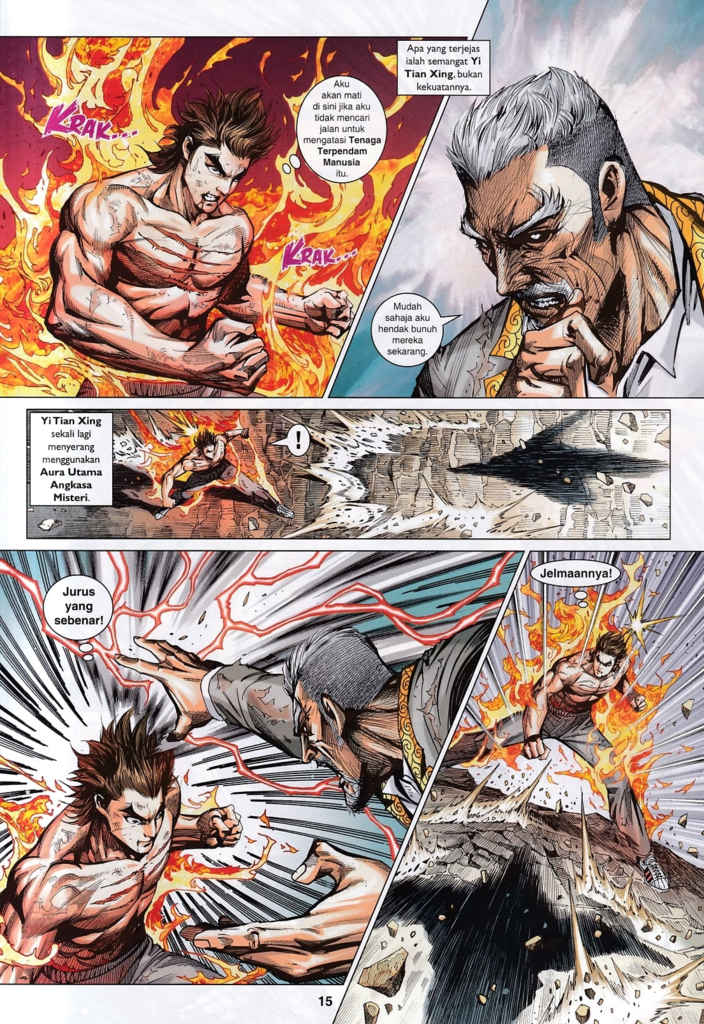 KRAK....
Aku
akan mati
di sini jika aku
tidak mencari
jalan untuk
mengatasi Tenaga
Terpendam
Manusia
itu.
KRAK...
Apa yang terjejas
ialah semangat Yi
Tian Xing, bukan
kekuatannya.
Mudah
sahaja aku
hendak bunuh
mereka
sekarang.
Yi Tian Xing
sekali lagi
menyerang
menggunakan
Aura Utama
Angkasa
Misteri.
!
Jurus
yang
sebenar!
Jelmaannya!
15